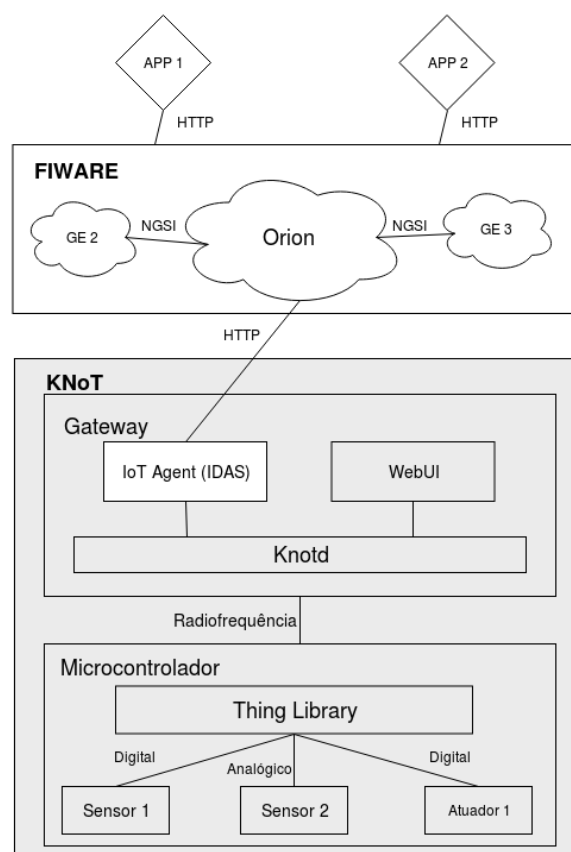 APP 1
APP 2
HTTP
HTTP
FIWARE
GE 2
NGSI
Orion
NGSI
GE 3
HTTP
KNoT
Gateway
IoT Agent (IDAS)
WebUI
Knotd
Radiofrequência
Microcontrolador
Thing Library
Digital
Analógico
Digital
Sensor 1
Sensor 2
Atuador 1